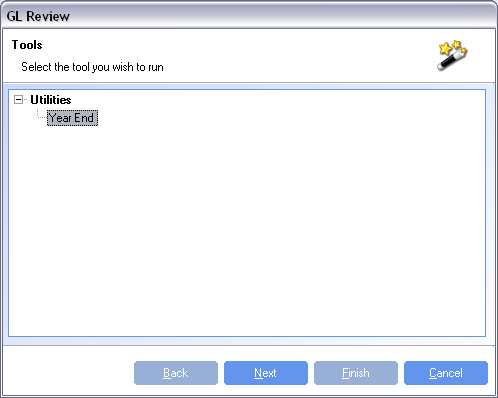 GL Review
Tools
Select the tool you wish to run
Utilities
Year End
Back Next Finish Cancel